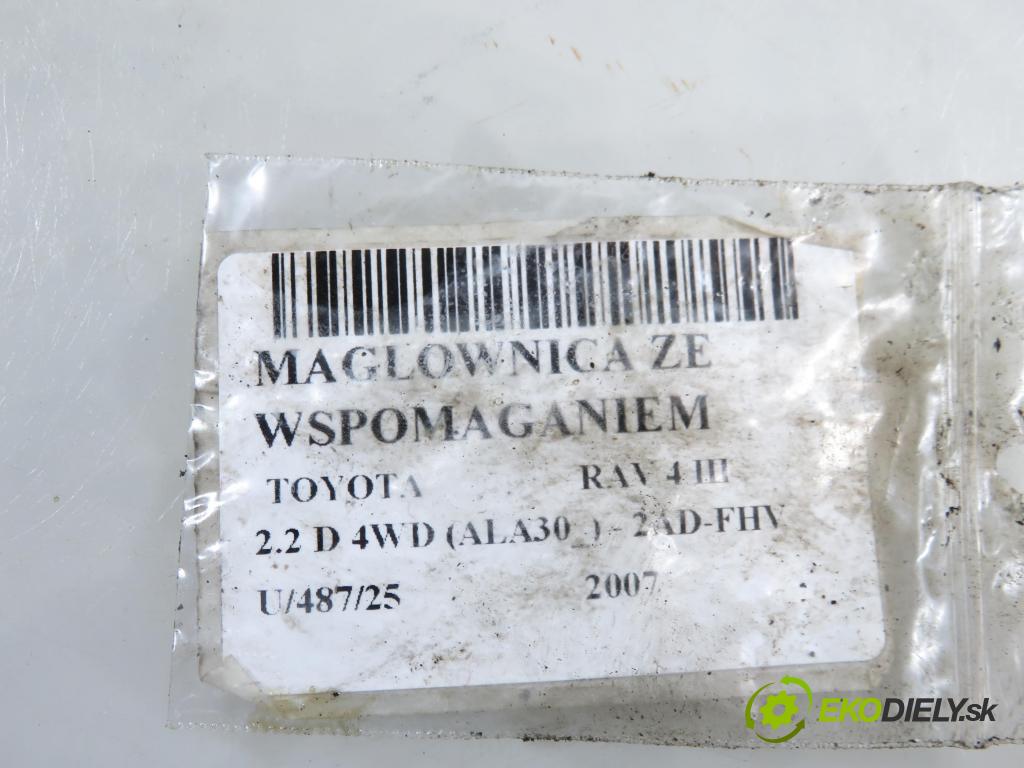 MAGLOWNICA ZE
WSPOMAGANIEM
TOYOTA RAV 4 III
2.2 D 4WD (ALA30_) - 2AD-FHV
U/487/25 2007
EKODIELY.sk